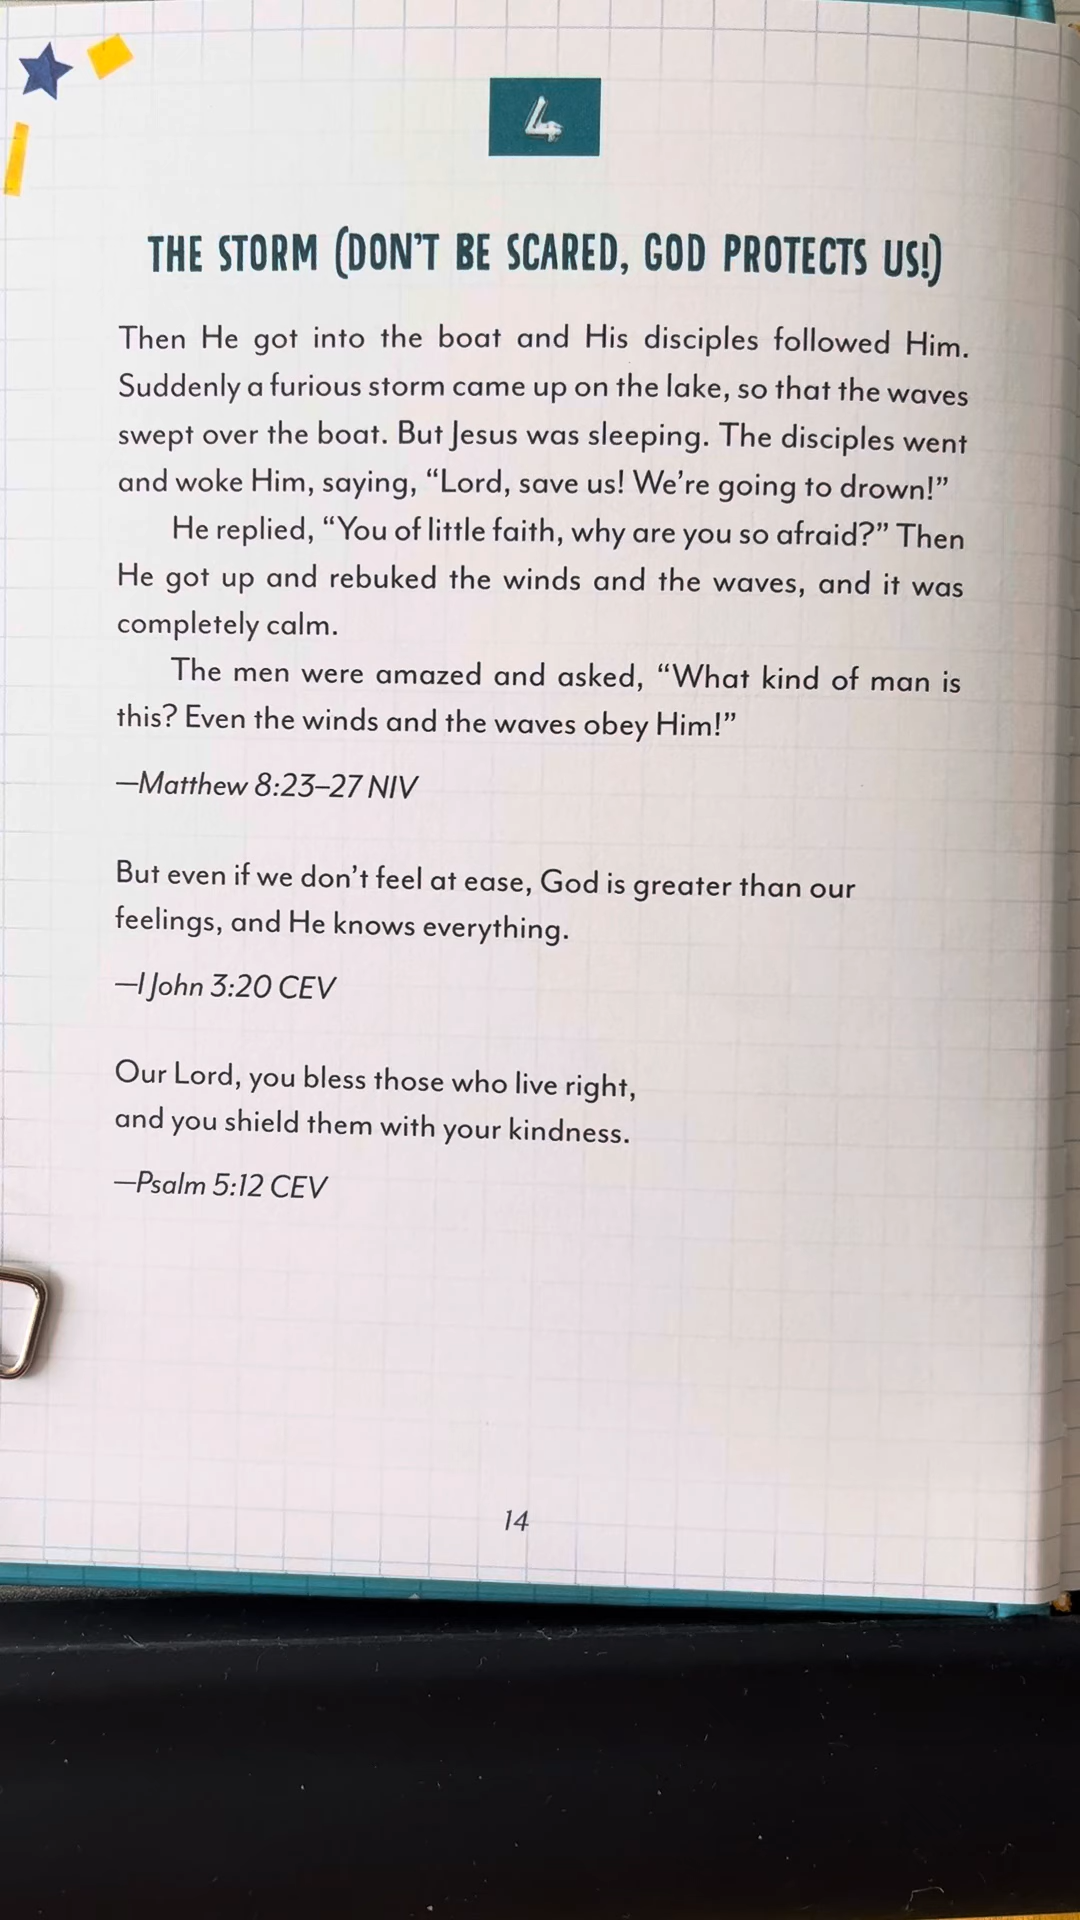 4
THE STORM (DON'T BE SCARED, GOD PROTECTS US!)
Then He got into the boat and His disciples followed Him.
Suddenly a furious storm came up on the lake, so that the waves
swept over the boat. But Jesus was sleeping. The disciples went
and woke Him, saying, “Lord, save us! We’re going to drown!”
He replied, “You of little faith, why are you so afraid?” Then
He got up and rebuked the winds and the waves, and it was
completely calm.
The men were amazed and asked, “What kind of man is
this? Even the winds and the waves obey Him!”
—Matthew 8:23–27 NIV
But even if we don’t feel at ease, God is greater than our
feelings, and He knows everything.
—I John 3:20 CEV
Our Lord, you bless those who live right,
and you shield them with your kindness.
—Psalm 5:12 CEV
14